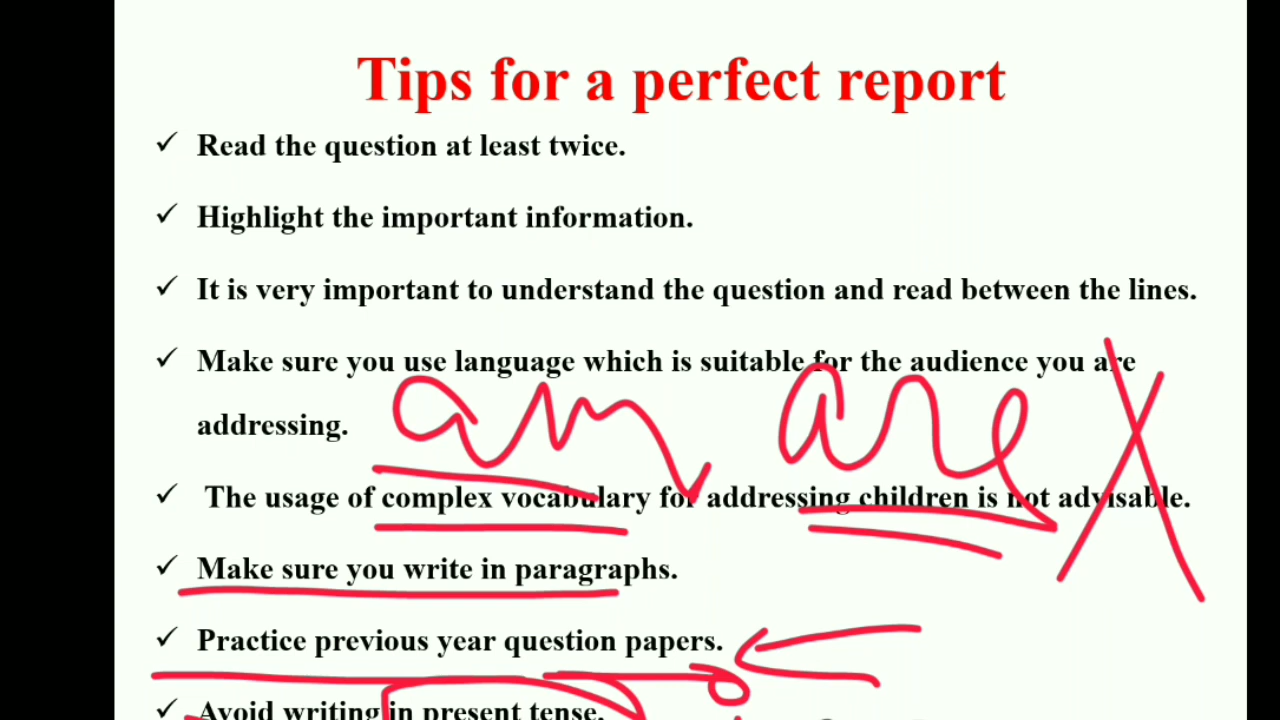 Tips for a perfect report
✓ Read the question at least twice.
✓ Highlight the important information.
✓ It is very important to understand the question and read between the lines.
✓ Make sure you use language which is suitable for the audience you are
addressing.
am are X
✓ The usage of complex vocabulary for addressing children is not advisable.
✓ Make sure you write in paragraphs.
✓ Practice previous year question papers.
✓ Avoid writing in present tense.